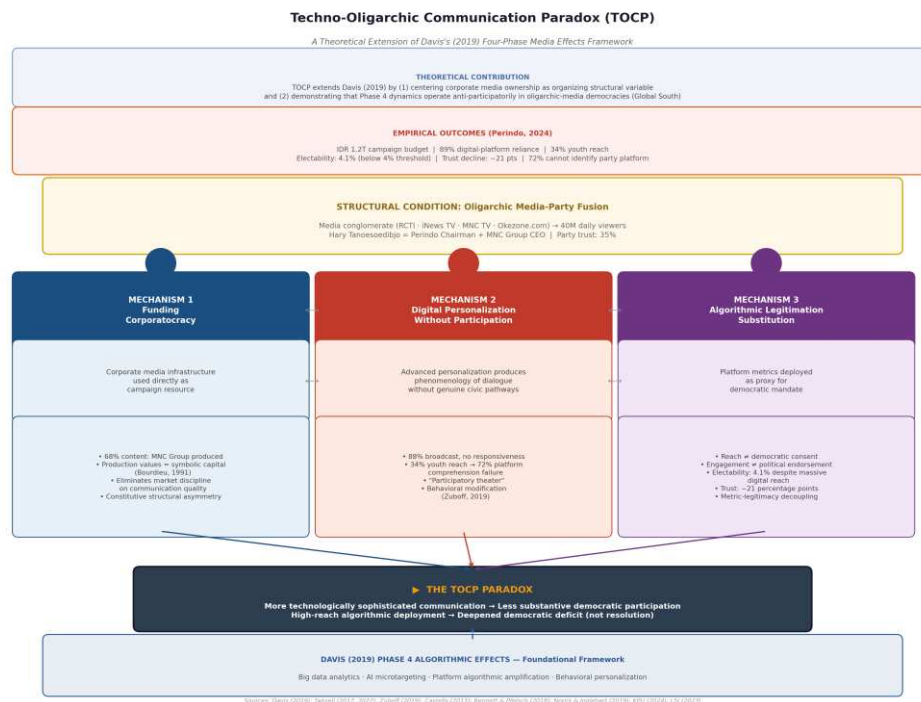 Techno-Oligarchic Communication Paradox (TOCP)
A Theoretical Extension of Davis's (2019) Four-Phase Media Effects Framework
THEORETICAL CONTRIBUTION
TOCP extends Davis (2019) by (1) centering corporate media ownership as organizing structural variable
and (2) demonstrating that Phase 4 dynamics operate anti-participatorily in oligarchic-media democracies (Global South)
EMPIRICAL OUTCOMES (Perindo, 2024)
IDR 1.2T campaign budget | 89% digital-platform reliance | 34% youth reach
Electability: 4.1% (below 4% threshold) | Trust decline: −21 pts | 72% cannot identify party platform
STRUCTURAL CONDITION: Oligarchic Media-Party Fusion
Media conglomerate (RCTI · iNews TV · MNC TV · Okezone.com) → 40M daily viewers
Hary Tanoesoedibjo = Perindo Chairman + MNC Group CEO | Party trust: 35%
MECHANISM 1
Funding
Corporatocracy
Corporate media infrastructure
used directly as
campaign resource
• 68% content: MNC Group produced
• Production values = symbolic capital
(Bourdieu, 1991)
• Eliminates market discipline
on communication quality
• Constitutive structural asymmetry
MECHANISM 2
Digital Personalization
Without Participation
Advanced personalization produces
phenomenology of dialogue
without genuine civic pathways
• 88% broadcast, no responsiveness
• 34% youth reach → 72% platform
comprehension failure
• "Participatory theater"
• Behavioral modification
(Zuboff, 2019)
MECHANISM 3
Algorithmic Legitimation
Substitution
Platform metrics deployed
as proxy for
democratic mandate
• Reach ≠ democratic consent
• Engagement ≠ political endorsement
• Electability: 4.1% despite massive
digital reach
• Trust: −21 percentage points
• Metric-legitimacy decoupling
▶ THE TOCP PARADOX
More technologically sophisticated communication → Less substantive democratic participation
High-reach algorithmic deployment → Deepened democratic deficit (not resolution)
DAVIS (2019) PHASE 4 ALGORITHMIC EFFECTS — Foundational Framework
Big data analytics · AI microtargeting · Platform algorithmic amplification · Behavioral personalization